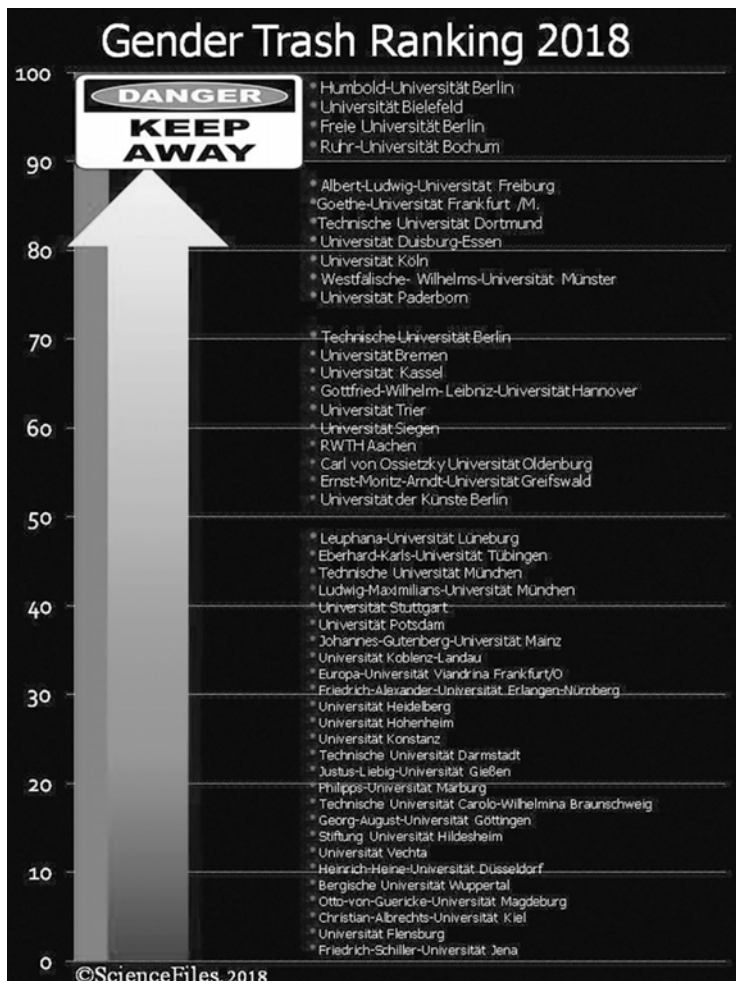 Gender Trash Ranking 2018
100
DANGER
KEEP
AWAY
Humbold-Universität Berlin
Universität Bielefeld
Freie Universität Berlin
Ruhr-Universität Bochum
90
Albert-Ludwig-Universität Freiburg
Goethe-Universität Frankfurt /M.
Technische Universität Dortmund
Universität Duisburg-Essen
80
Universität Köln
Westfälische- Wilhelms-Universität Münster
Universität Paderborn
70
Technische Universität Berlin
Universität Bremen
Universität Kassel
Gottfried-Wilhelm-Leibniz-Universität Hannover
Universität Trier
60
Universität Siegen
RWTH Aachen
Carl von Ossietzky Universität Oldenburg
Ernst-Moritz-Arndt-Universität Greifswald
Universität der Künste Berlin
50
Leuphana-Universität Lüneburg
Eberhard-Karls-Universität Tübingen
Technische Universität München
Ludwig-Maximilians-Universität München
40
Universität Stuttgart
Universität Potsdam
Johannes-Gutenberg-Universität Mainz
Universität Koblenz-Landau
Europa-Universität Viandrina Frankfurt/O
30
Friedrich-Alexander-Universität Erlangen-Nürnberg
Universität Heidelberg
Universität Hohenheim
Universität Konstanz
Technische Universität Darmstadt
Justus-Liebig-Universität Gießen
20
Philipps-Universität Marburg
Technische Universität Carolo-Wilhelmina Braunschweig
Georg-August-Universität Göttingen
Stiftung Universität Hildesheim
Universität Vechta
10
Heinrich-Heine-Universität Düsseldorf
Bergische Universität Wuppertal
Otto-von-Guericke-Universität Magdeburg
Christian-Albrechts-Universität Kiel
Universität Flensburg
Friedrich-Schiller-Universität Jena
0
©ScienceFiles, 2018